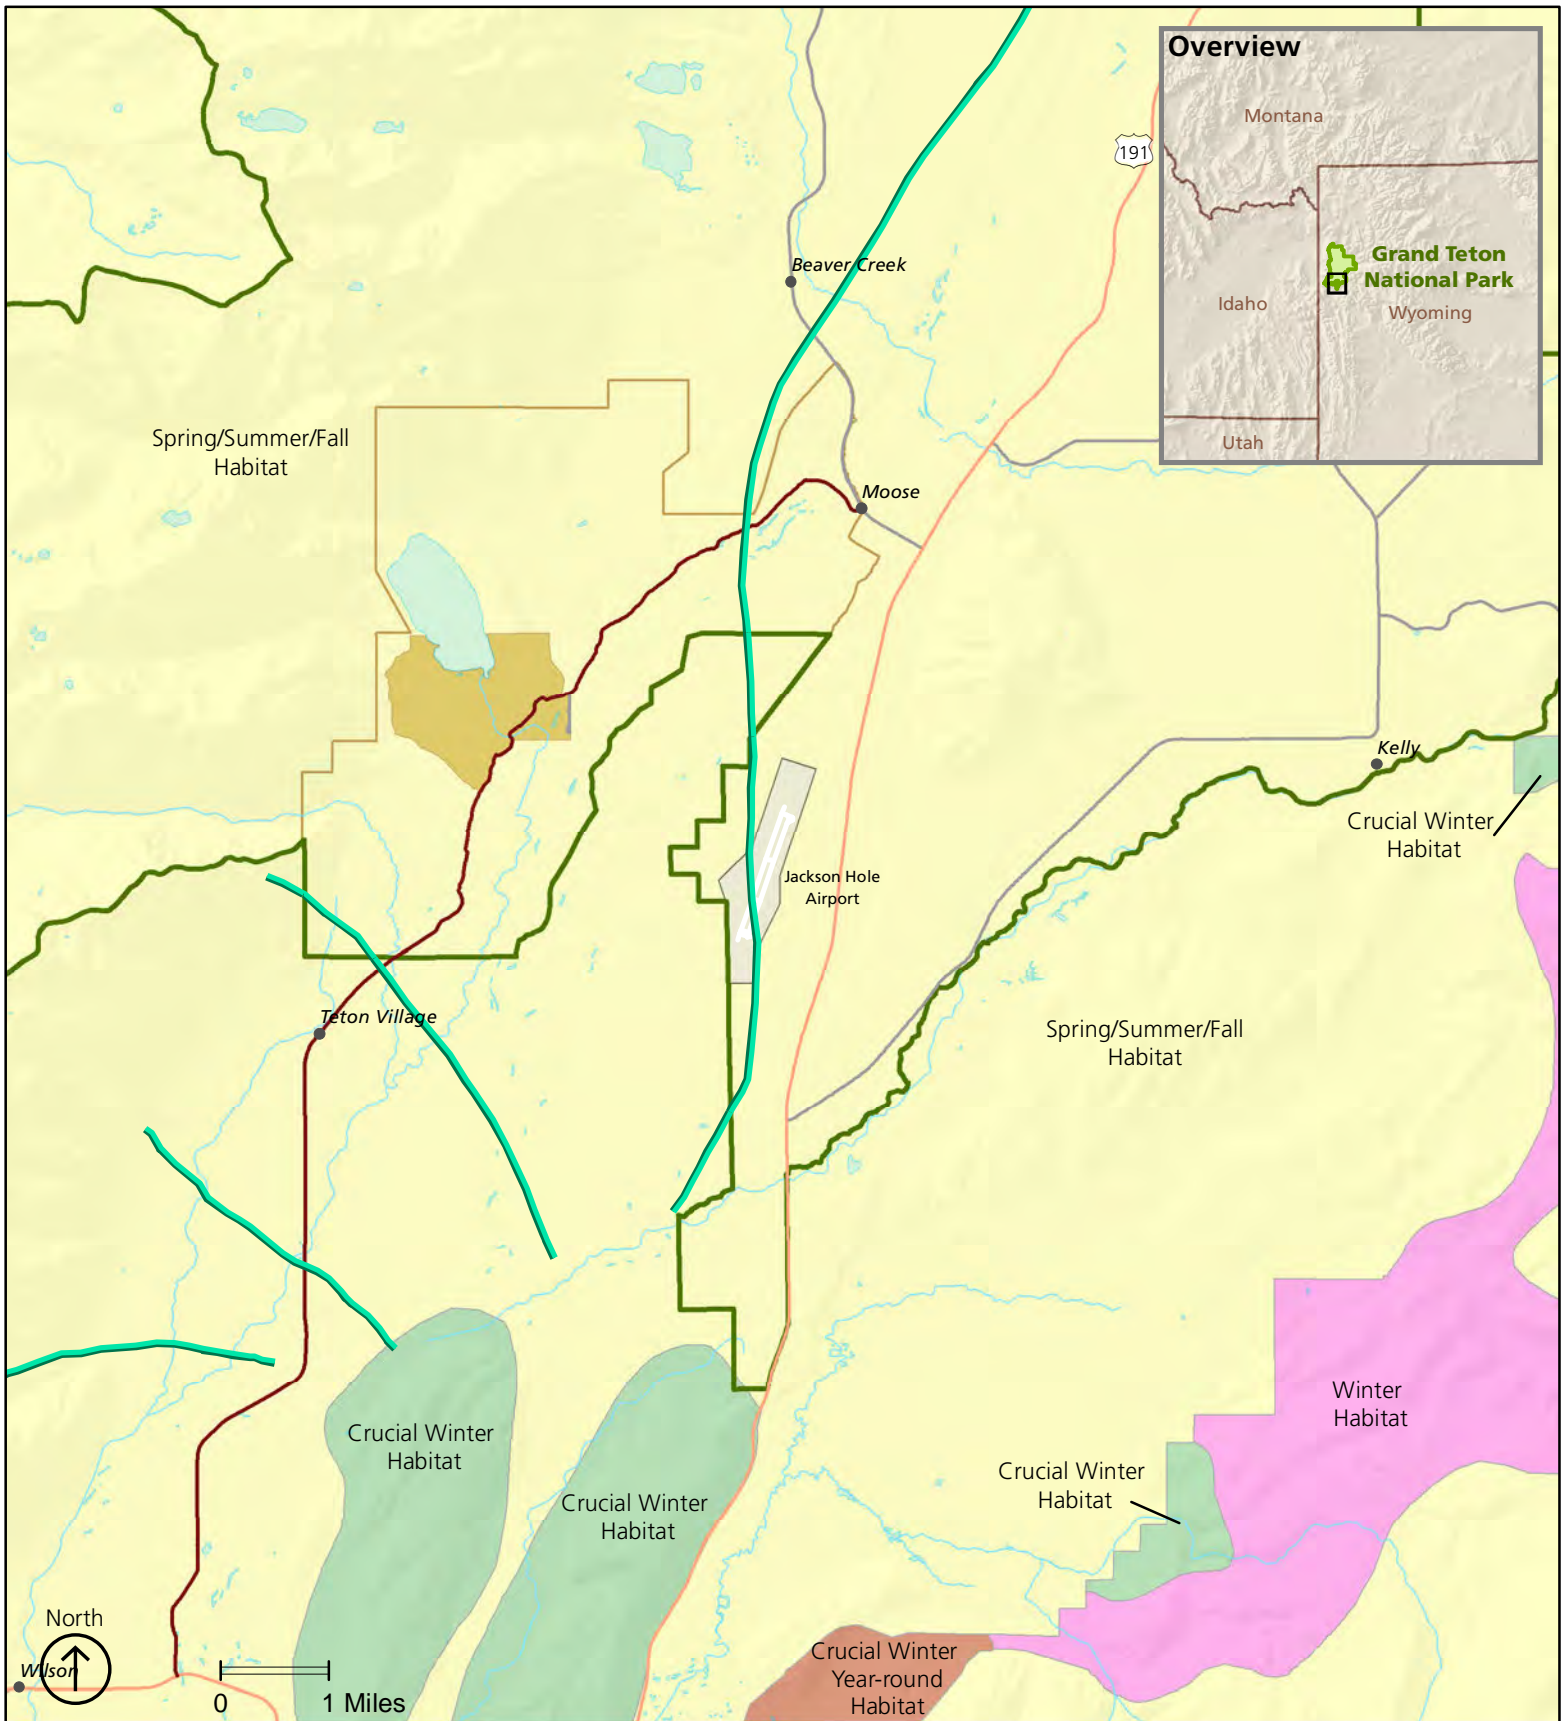 Overview
Montana
191
Grand Teton
National Park
Idaho
Wyoming
Utah
Beaver Creek
Spring/Summer/Fall
Habitat
Moose
Kelly
Crucial Winter
Habitat
Jackson Hole
Airport
Teton Village
Spring/Summer/Fall
Habitat
Winter
Habitat
Crucial Winter
Habitat
Crucial Winter
Habitat
Crucial Winter
Habitat
North
Wilson
0 1 Miles
Crucial Winter
Year-round
Habitat